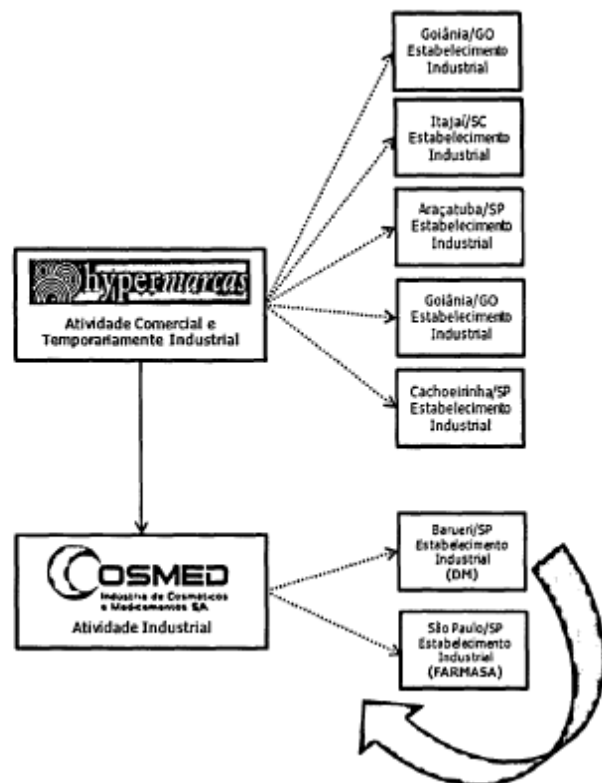 Goiânia/GO
Estabelecimento
Industrial
Itajaí/SC
Estabelecimento
Industrial
Araçatuba/SP
Estabelecimento
Industrial
hypermarcas
Atividade Comercial e
Temporariamente Industrial
Goiânia/GO
Estabelecimento
Industrial
Cachoeirinha/SP
Estabelecimento
Industrial
COSMED
Industria de Cosméticos
e Medicamentos SA
Atividade Industrial
Barueri/SP
Estabelecimento
Industrial
(DM)
São Paulo/SP
Estabelecimento
Industrial
(FARMASA)